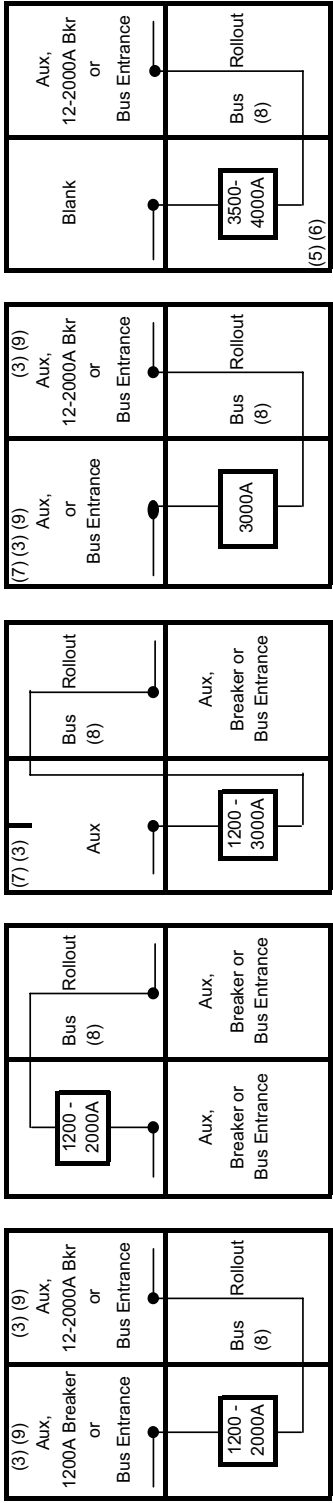 (3) (9)
Aux,
1200A Breaker
or
Bus Entrance
(3) (9)
Aux,
12-2000A Bkr
or
Bus Entrance
1200 -
2000A
Bus Rollout
(8)
1200 -
2000A
Bus Rollout
(8)
Aux,
Breaker or
Bus Entrance
Aux,
Breaker or
Bus Entrance
(7) (3)
Aux
Bus Rollout
(8)
1200 -
3000A
Aux,
Breaker or
Bus Entrance
(7) (3) (9)
Aux,
or
Bus Entrance
(3) (9)
Aux,
12-2000A Bkr
or
Bus Entrance
3000A
Bus Rollout
(8)
Blank
Aux,
12-2000A Bkr
or
Bus Entrance
3500-
4000A
(5) (6)
Bus Rollout
(8)